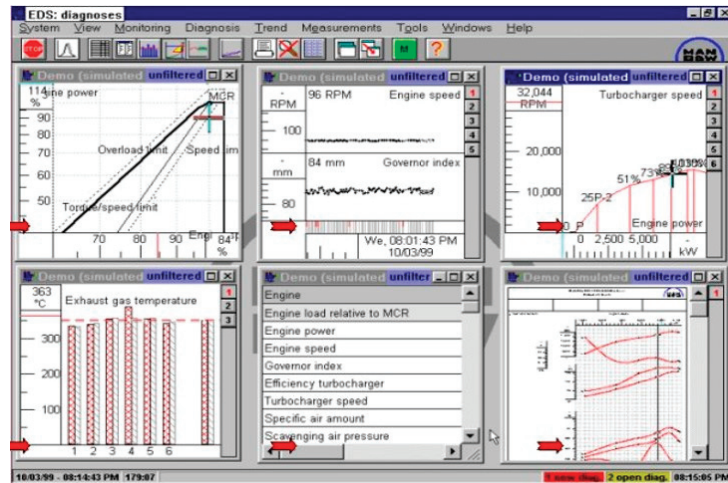 EDS: diagnoses
System View Monitoring Diagnosis Trend Measurements Tools Windows Help
STOP
M
?
MAN
B&W
Demo (simulated unfiltered
114
%
gine power
MCR
90
80
70
60
50
Overload limit
Speed lim
Torque/speed limit
70 80 90 84
%
Demo (simulated unfiltered
-
RPM
96 RPM Engine speed
100
-
mm
84 mm Governor index
80
We, 08:01:43 PM
10/03/99
1
2
3
4
5
Demo (simulated unfiltered
32,044
RPM
Turbocharger speed
20,000
10,000
25P-2
51%
73%
Engine power
0 2,500 5,000 -
kW
1
2
3
4
5
6
Demo (simulated unfiltered
363
°C
Exhaust gas temperature
300
100
1 2 3 4 5 6
1
2
3
Demo (simulated unfilter
Engine
Engine load relative to MCR
Engine power
Engine speed
Governor index
Efficiency turbocharger
Turbocharger speed
Specific air amount
Scavenging air pressure
Demo (simulated unfiltered
1
10/03/99 - 08:14:43 PM 179:07
1 new diag. 2 open diag. 08:15:05 PM